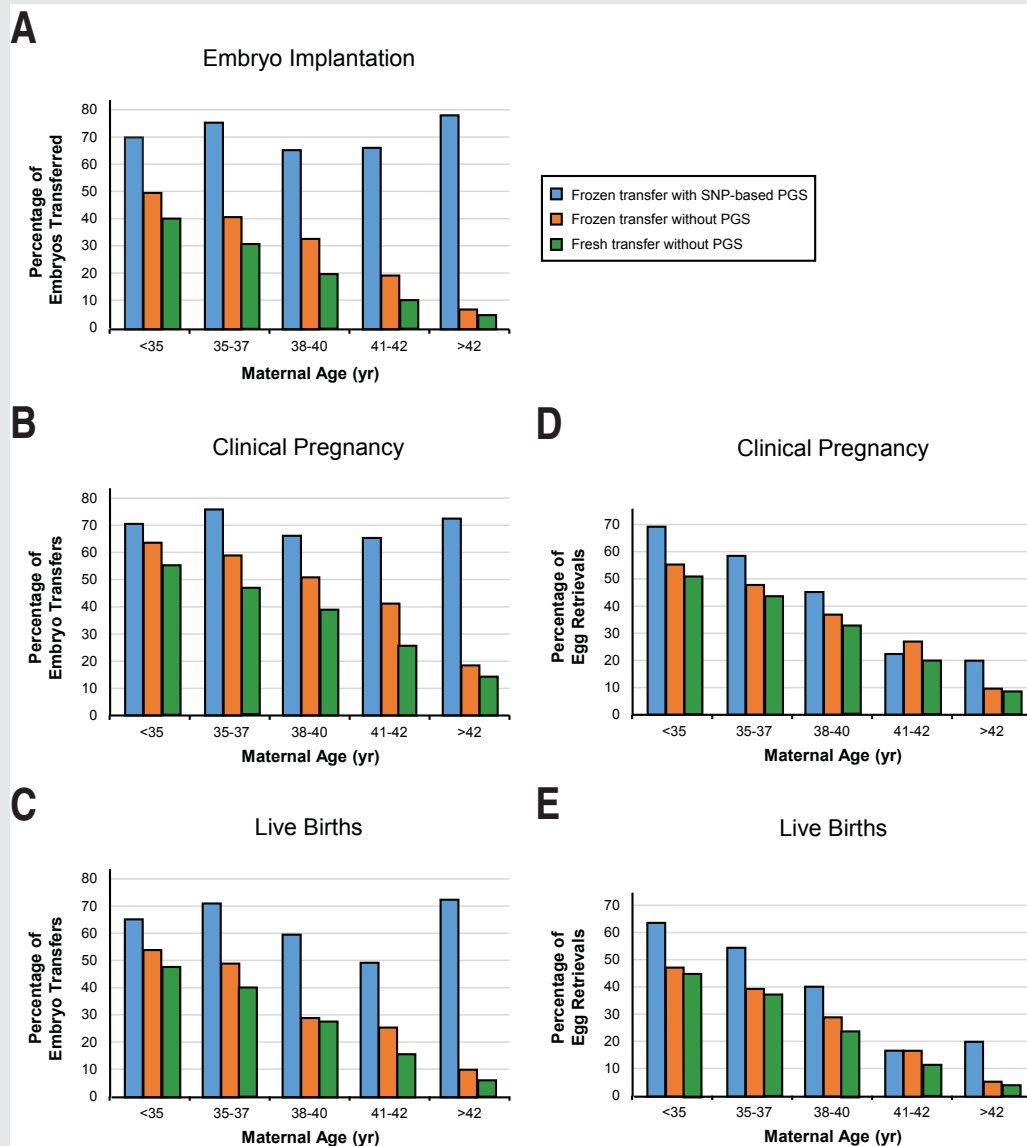 A
Embryo Implantation
Percentage of
Embryos Transferred
80
70
60
50
40
30
20
10
0
<35
35-37
38-40
41-42
>42
Maternal Age (yr)
Frozen transfer with SNP-based PGS
Frozen transfer without PGS
Fresh transfer without PGS
B
Clinical Pregnancy
Percentage of
Embryo Transfers
80
70
60
50
40
30
20
10
0
<35
35-37
38-40
41-42
>42
Maternal Age (yr)
D
Clinical Pregnancy
Percentage of
Egg Retrievals
70
60
50
40
30
20
10
0
<35
35-37
38-40
41-42
>42
Maternal Age (yr)
C
Live Births
Percentage of
Embryo Transfers
80
70
60
50
40
30
20
10
0
<35
35-37
38-40
41-42
>42
Maternal Age (yr)
E
Live Births
Percentage of
Egg Retrievals
70
60
50
40
30
20
10
0
<35
35-37
38-40
41-42
>42
Maternal Age (yr)